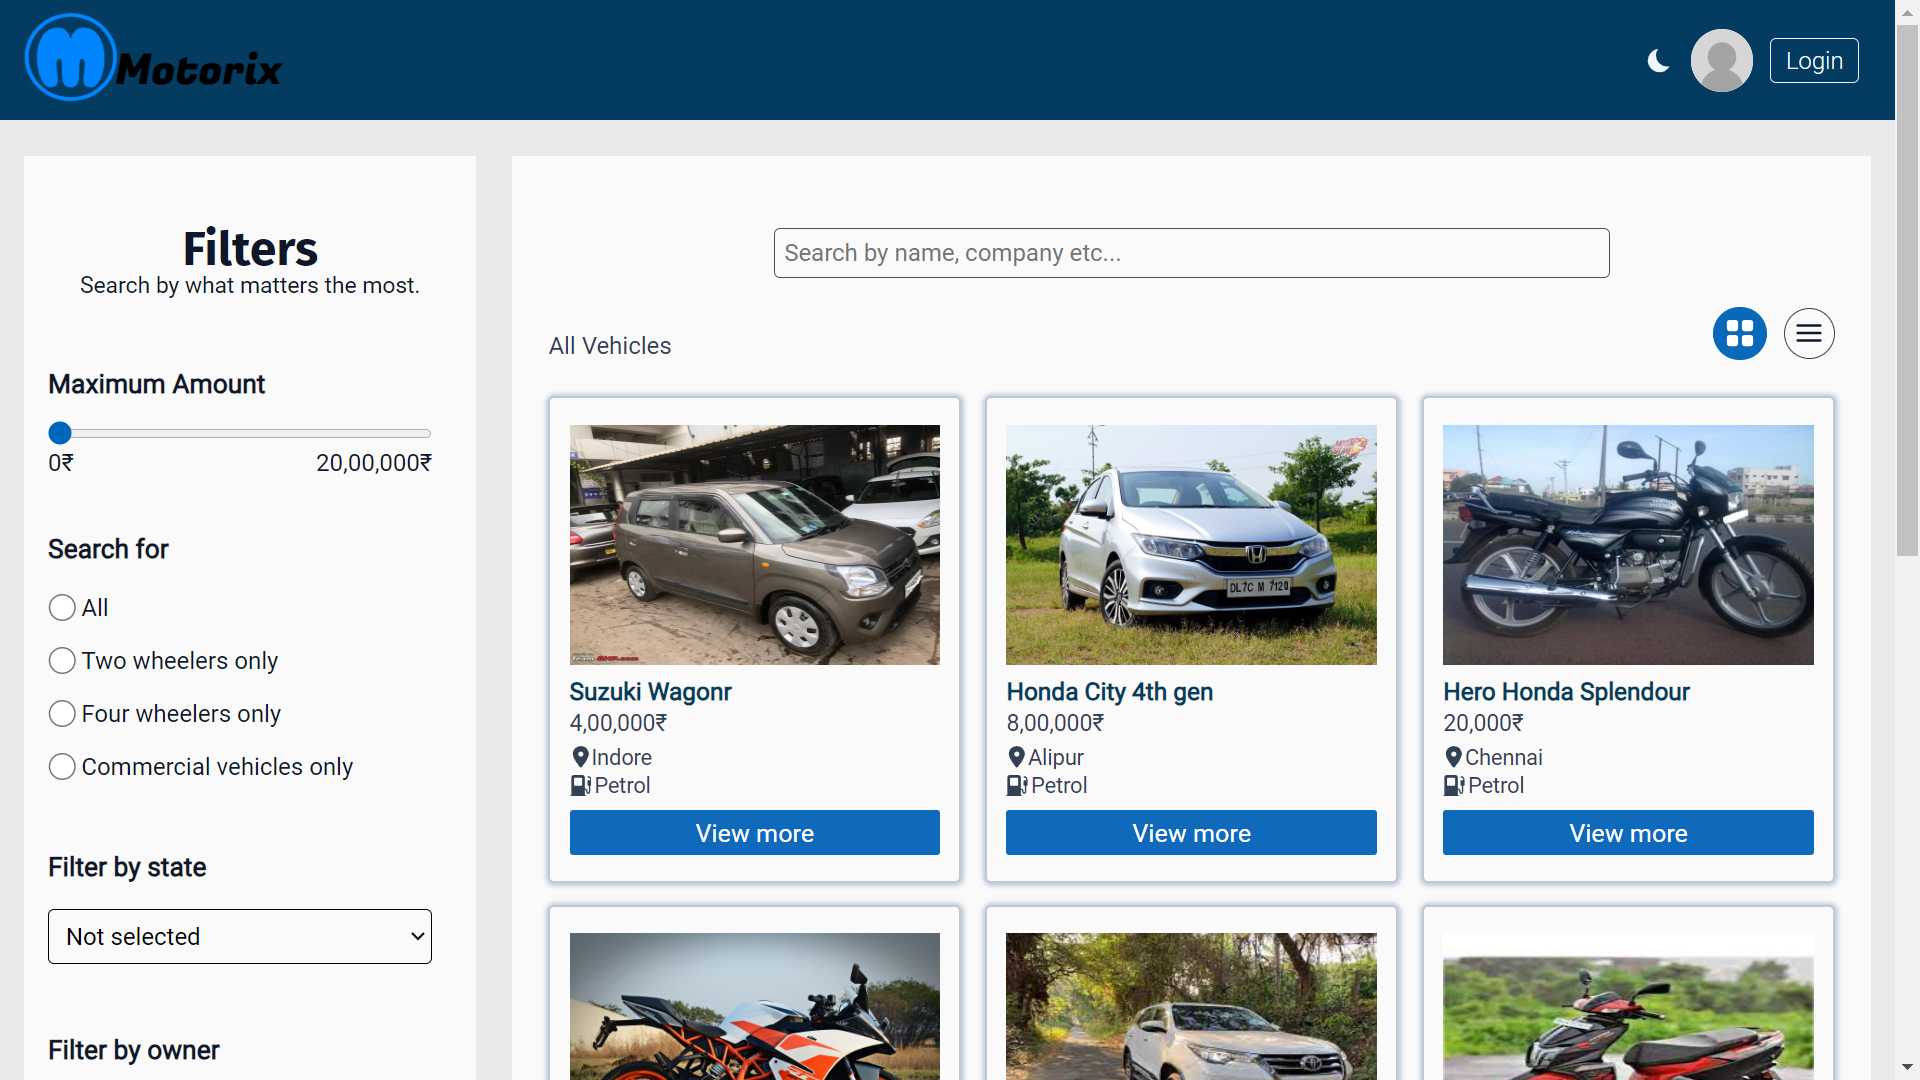 Motorix
Login
Filters
Search by what matters the most.
Maximum Amount
0₹
20,00,000₹
Search for
All
Two wheelers only
Four wheelers only
Commercial vehicles only
Filter by state
Not selected
Filter by owner
Search by name, company etc...
All Vehicles
Suzuki Wagonr
4,00,000₹
Indore
Petrol
View more
DL7C M 7120
Honda City 4th gen
8,00,000₹
Alipur
Petrol
View more
Hero Honda Splendour
20,000₹
Chennai
Petrol
View more